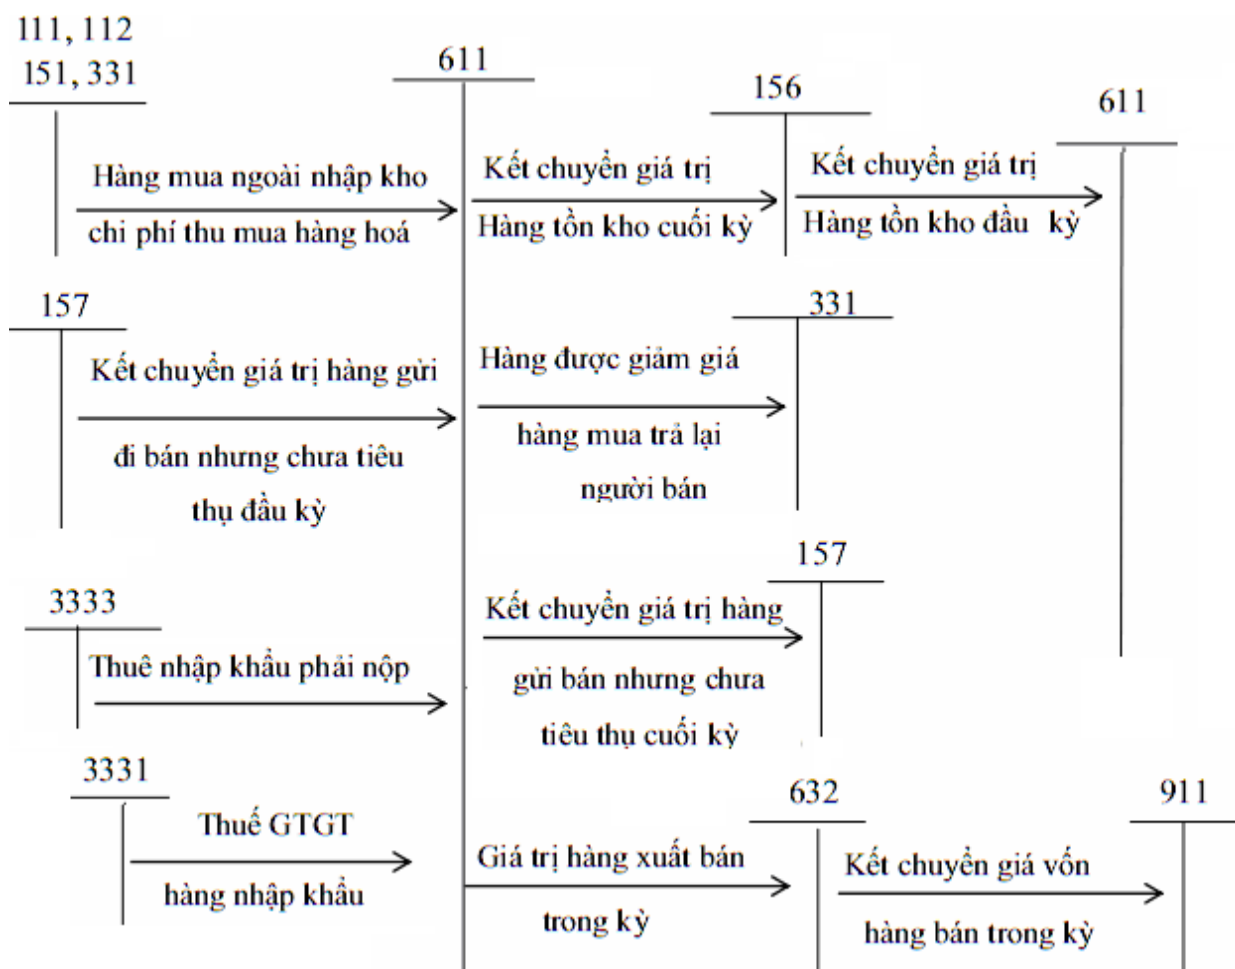 111, 112
151, 331
611
156
611
Hàng mua ngoài nhập kho
chi phí thu mua hàng hoá
Kết chuyển giá trị
Hàng tồn kho cuối kỳ
Kết chuyển giá trị
Hàng tồn kho đầu kỳ
157
Kết chuyển giá trị hàng gửi
đi bán nhưng chưa tiêu
thụ đầu kỳ
331
Hàng được giảm giá
hàng mua trả lại
người bán
3333
Thuê nhập khẩu phải nộp
157
Kết chuyển giá trị hàng
gửi bán nhưng chưa
tiêu thụ cuối kỳ
3331
Thuế GTGT
hàng nhập khẩu
632
Giá trị hàng xuất bán
trong kỳ
911
Kết chuyển giá vốn
hàng bán trong kỳ